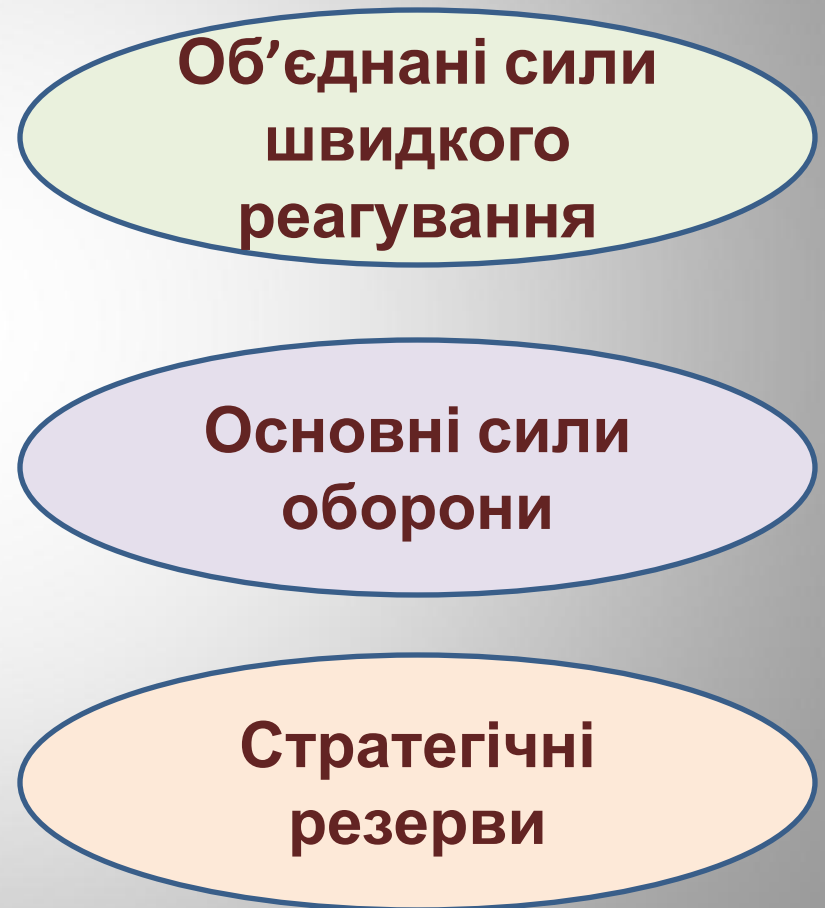 Об’єднані сили
швидкого
реагування
Основні сили
оборони
Стратегічні
резерви